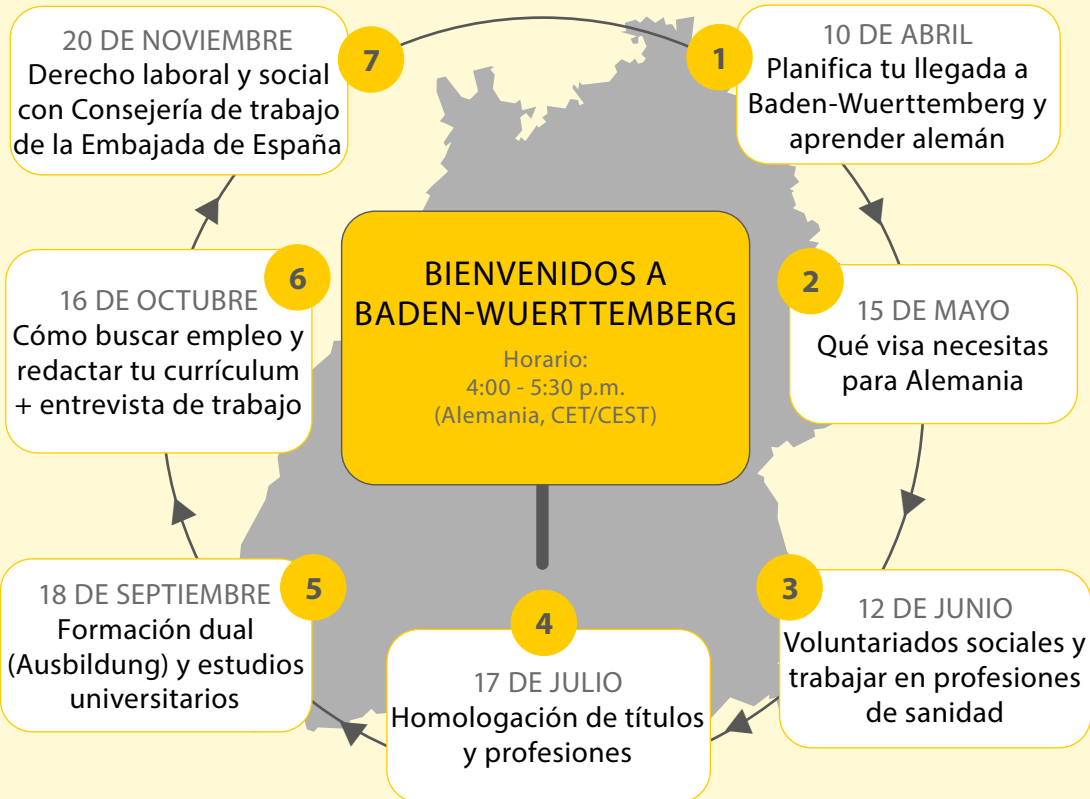 BIENVENIDOS A
BADEN-WUERTTEMBERG
Horario:
4:00 - 5:30 p.m.
(Alemania, CET/CEST)
1
10 DE ABRIL
Planifica tu llegada a
Baden-Wuerttemberg y
aprender alemán
2
15 DE MAYO
Qué visa necesitas
para Alemania
3
12 DE JUNIO
Voluntariados sociales y
trabajar en profesiones
de sanidad
4
17 DE JULIO
Homologación de títulos
y profesiones
5
18 DE SEPTIEMBRE
Formación dual
(Ausbildung) y estudios
universitarios
6
16 DE OCTUBRE
Cómo buscar empleo y
redactar tu currículum
+ entrevista de trabajo
7
20 DE NOVIEMBRE
Derecho laboral y social
con Consejería de trabajo
de la Embajada de España